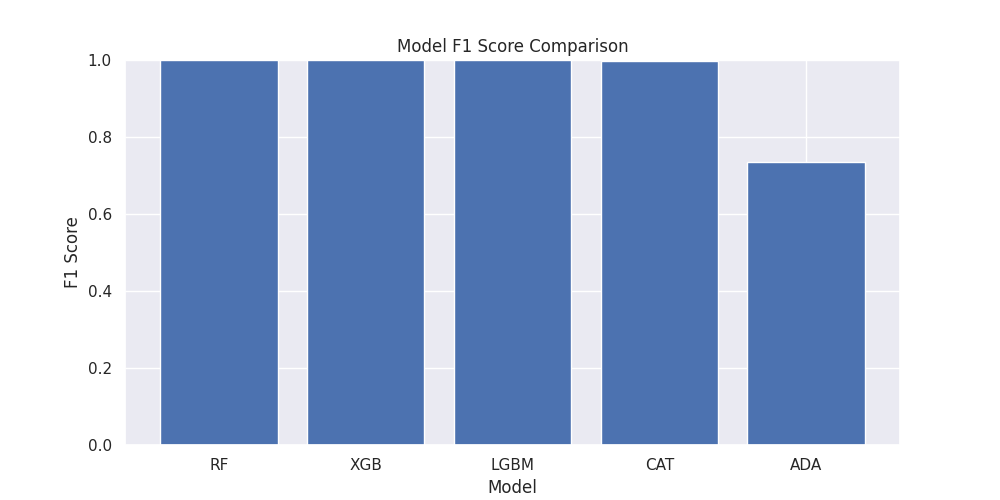 Model F1 Score Comparison
1.0
0.8
0.6
0.4
0.2
0.0
F1 Score
RF XGB LGBM CAT ADA
Model